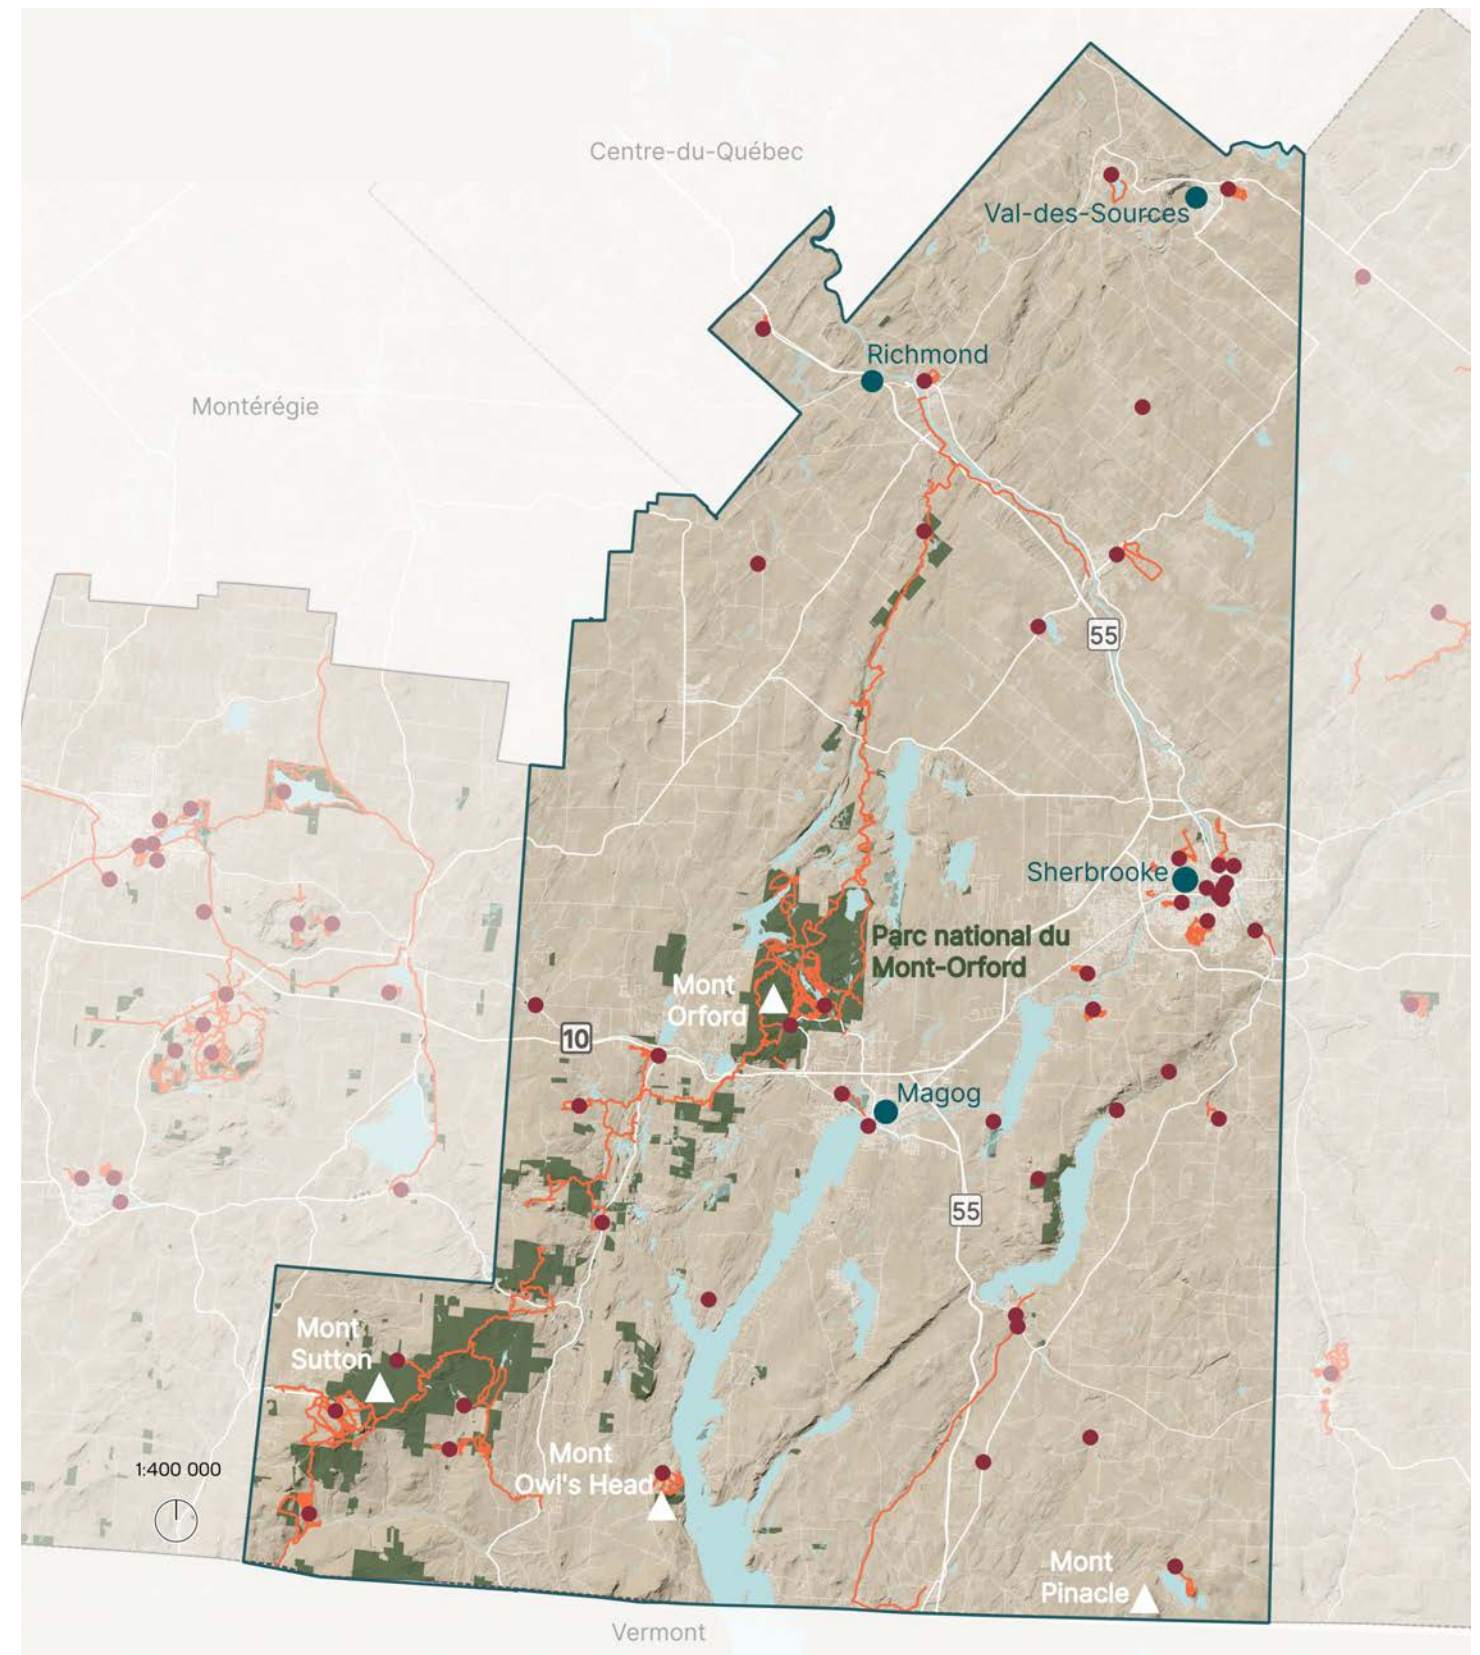 Centre-du-Québec
Val-des-Sources
Richmond
Montérégie
55
Sherbrooke
Parc national du
Mont-Orford
Mont
Orford
10
Magog
55
Mont
Sutton
Mont
Owl's Head
1:400 000
Mont
Pinacle
Vermont